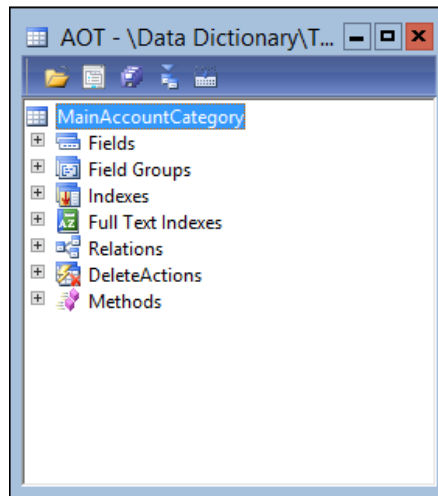 AOT - \Data Dictionary\T...
MainAccountCategory
Fields
Field Groups
Indexes
Full Text Indexes
Relations
DeleteActions
Methods